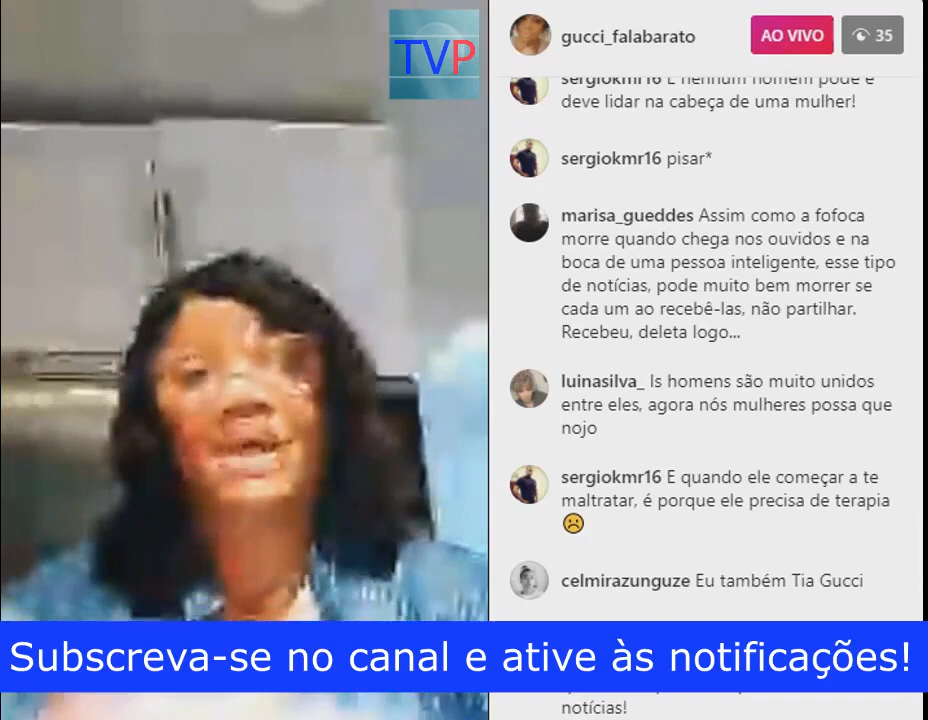 TVP
gucci_falabarato
AO VIVO
35
sergiokmr16 E nenhum homem pode e
deve lidar na cabeça de uma mulher!
sergiokmr16 pisar*
marisa_gueddes Assim como a fofoca
morre quando chega nos ouvidos e na
boca de uma pessoa inteligente, esse tipo
de notícias, pode muito bem morrer se
cada um ao recebê-las, não partilhar.
Recebeu, deleta logo...
luinasilva_ Is homens são muito unidos
entre eles, agora nós mulheres possa que
nojo
sergiokmr16 E quando ele começar a te
maltratar, é porque ele precisa de terapia
celmirazunguze Eu também Tia Gucci
Subscreva-se no canal e ative às notificações!
notícias!